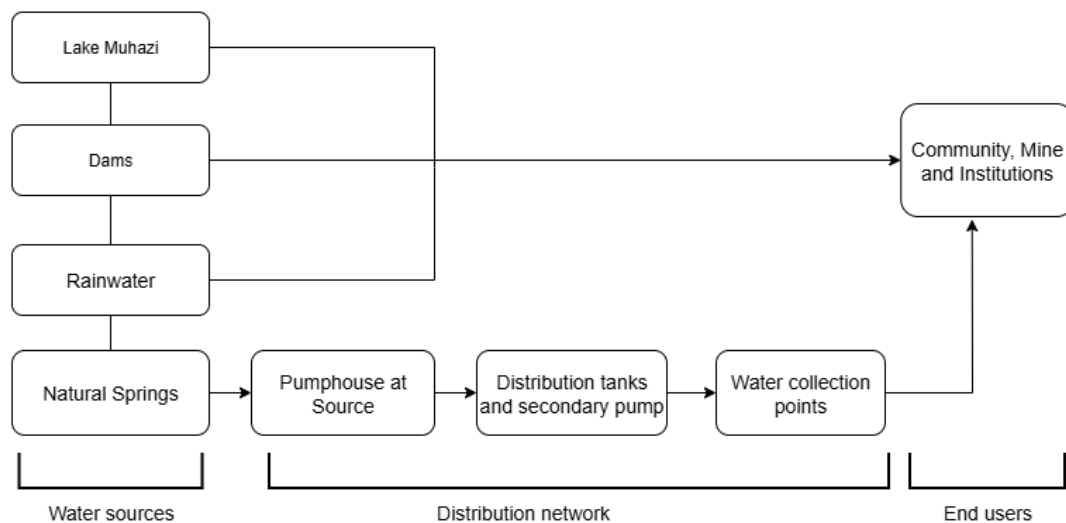 Lake Muhazi
Dams
Community, Mine
and Institutions
Rainwater
Natural Springs
Pumphouse at
Source
Distribution tanks
and secondary pump
Water collection
points
Water sources
Distribution network
End users